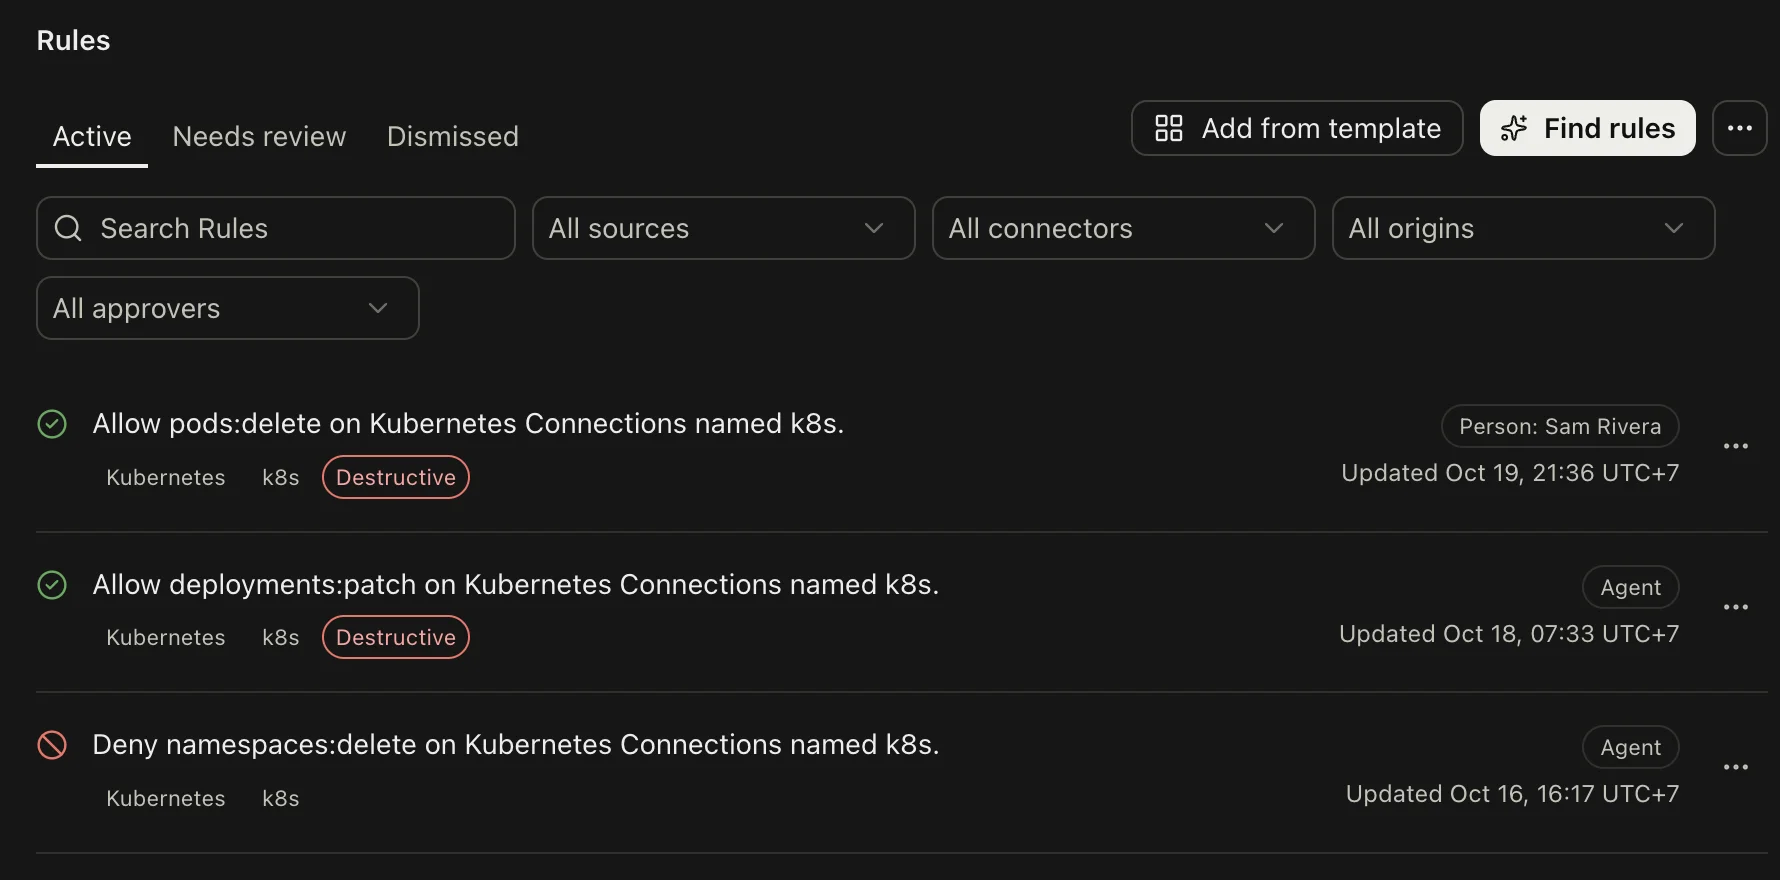 Rules
Active
Needs review
Dismissed
Add from template
Find rules
Search Rules
All sources
All connectors
All origins
All approvers
Allow pods:delete on Kubernetes Connections named k8s.
Person: Sam Rivera
Kubernetes
k8s
Destructive
Updated Oct 19, 21:36 UTC+7
Allow deployments:patch on Kubernetes Connections named k8s.
Agent
Kubernetes
k8s
Destructive
Updated Oct 18, 07:33 UTC+7
Deny namespaces:delete on Kubernetes Connections named k8s.
Agent
Kubernetes
k8s
Updated Oct 16, 16:17 UTC+7